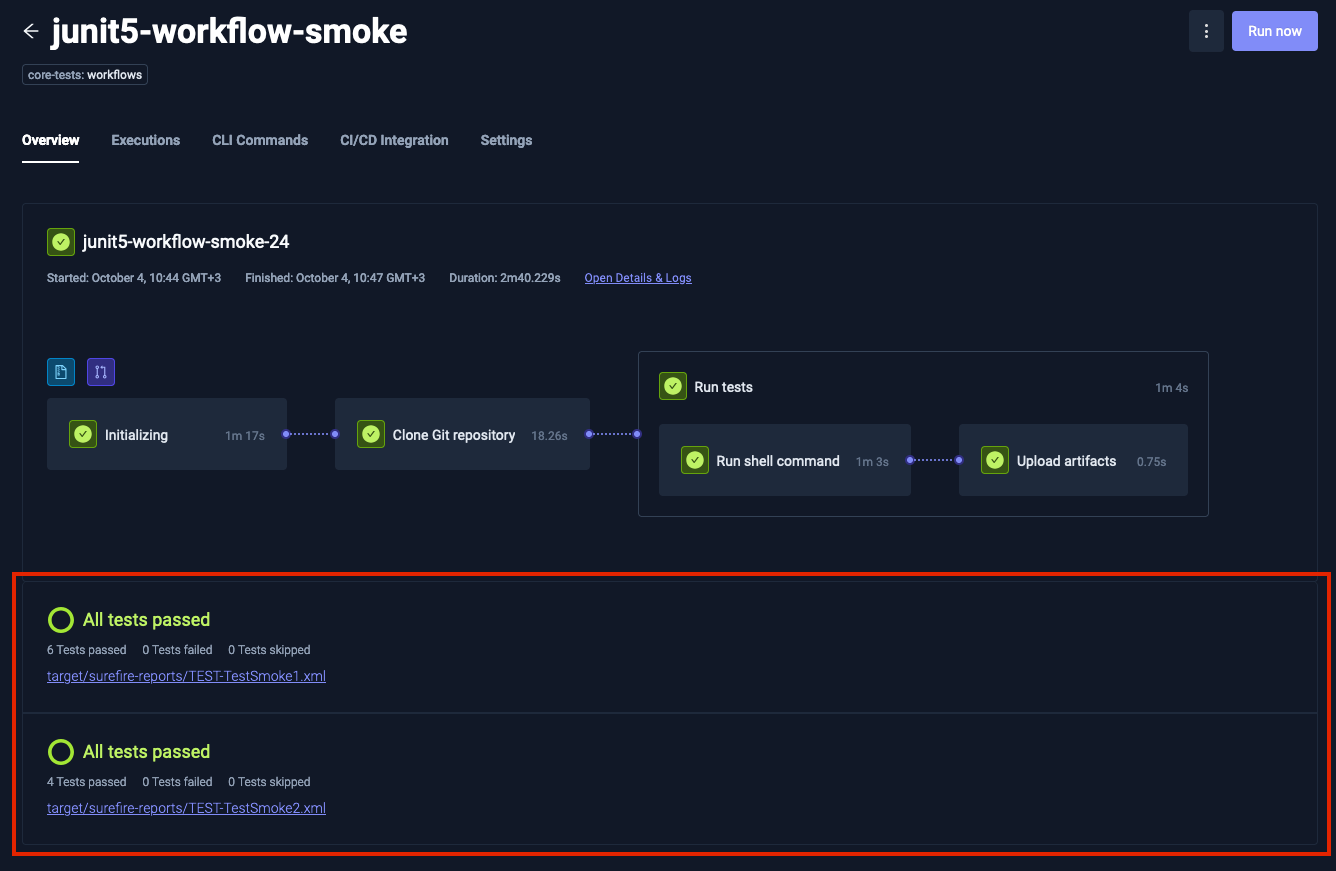 junit5-workflow-smoke
Run now
core-tests: workflows
Overview Executions CLI Commands CI/CD Integration Settings
junit5-workflow-smoke-24
Started: October 4, 10:44 GMT+3 Finished: October 4, 10:47 GMT+3 Duration: 2m40.229s Open Details & Logs
Run tests 1m 4s
Initializing 1m 17s Clone Git repository 18.26s
Run shell command 1m 3s Upload artifacts 0.75s
All tests passed
6 Tests passed 0 Tests failed 0 Tests skipped
target/surefire-reports/TEST-TestSmoke1.xml
All tests passed
4 Tests passed 0 Tests failed 0 Tests skipped
target/surefire-reports/TEST-TestSmoke2.xml